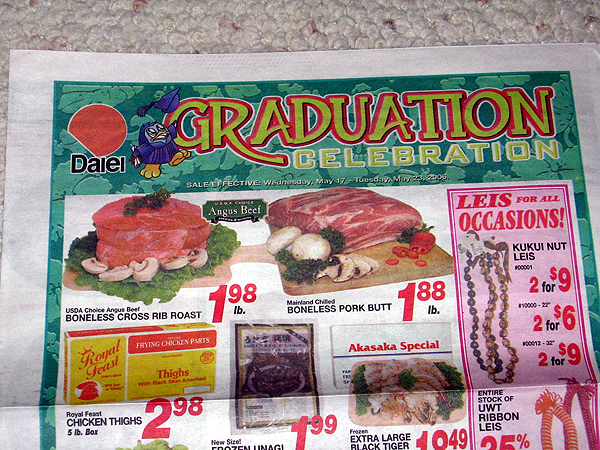 GRADUATION
CELEBRATION
Daiei
SALE EFFECTIVE: Wednesday, May 17 - Tuesday, May 23, 2006.
U.S.D.A. CHOICE
Angus Beef
USDA Choice Angus Beef
BONELESS CROSS RIB ROAST
1.98 lb.
Mainland Chilled
BONELESS PORK BUTT
1.88 lb.
LEIS FOR ALL
OCCASIONS!
KUKUI NUT
LEIS
#00001
2 for $9
#10000 - 22"
2 for $6
#00012 - 32"
2 for $9
ENTIRE
STOCK OF
UWT
RIBBON
LEIS
25%
Royal
Feast
FRYING CHICKEN PARTS
Thighs
With Back Skin Attached
Royal Feast
CHICKEN THIGHS
5 lb. Box
2.98
New Size!
FROZEN UNAGI
1.99
Akasaka Special
Frozen
EXTRA LARGE
BLACK TIGER
10.49